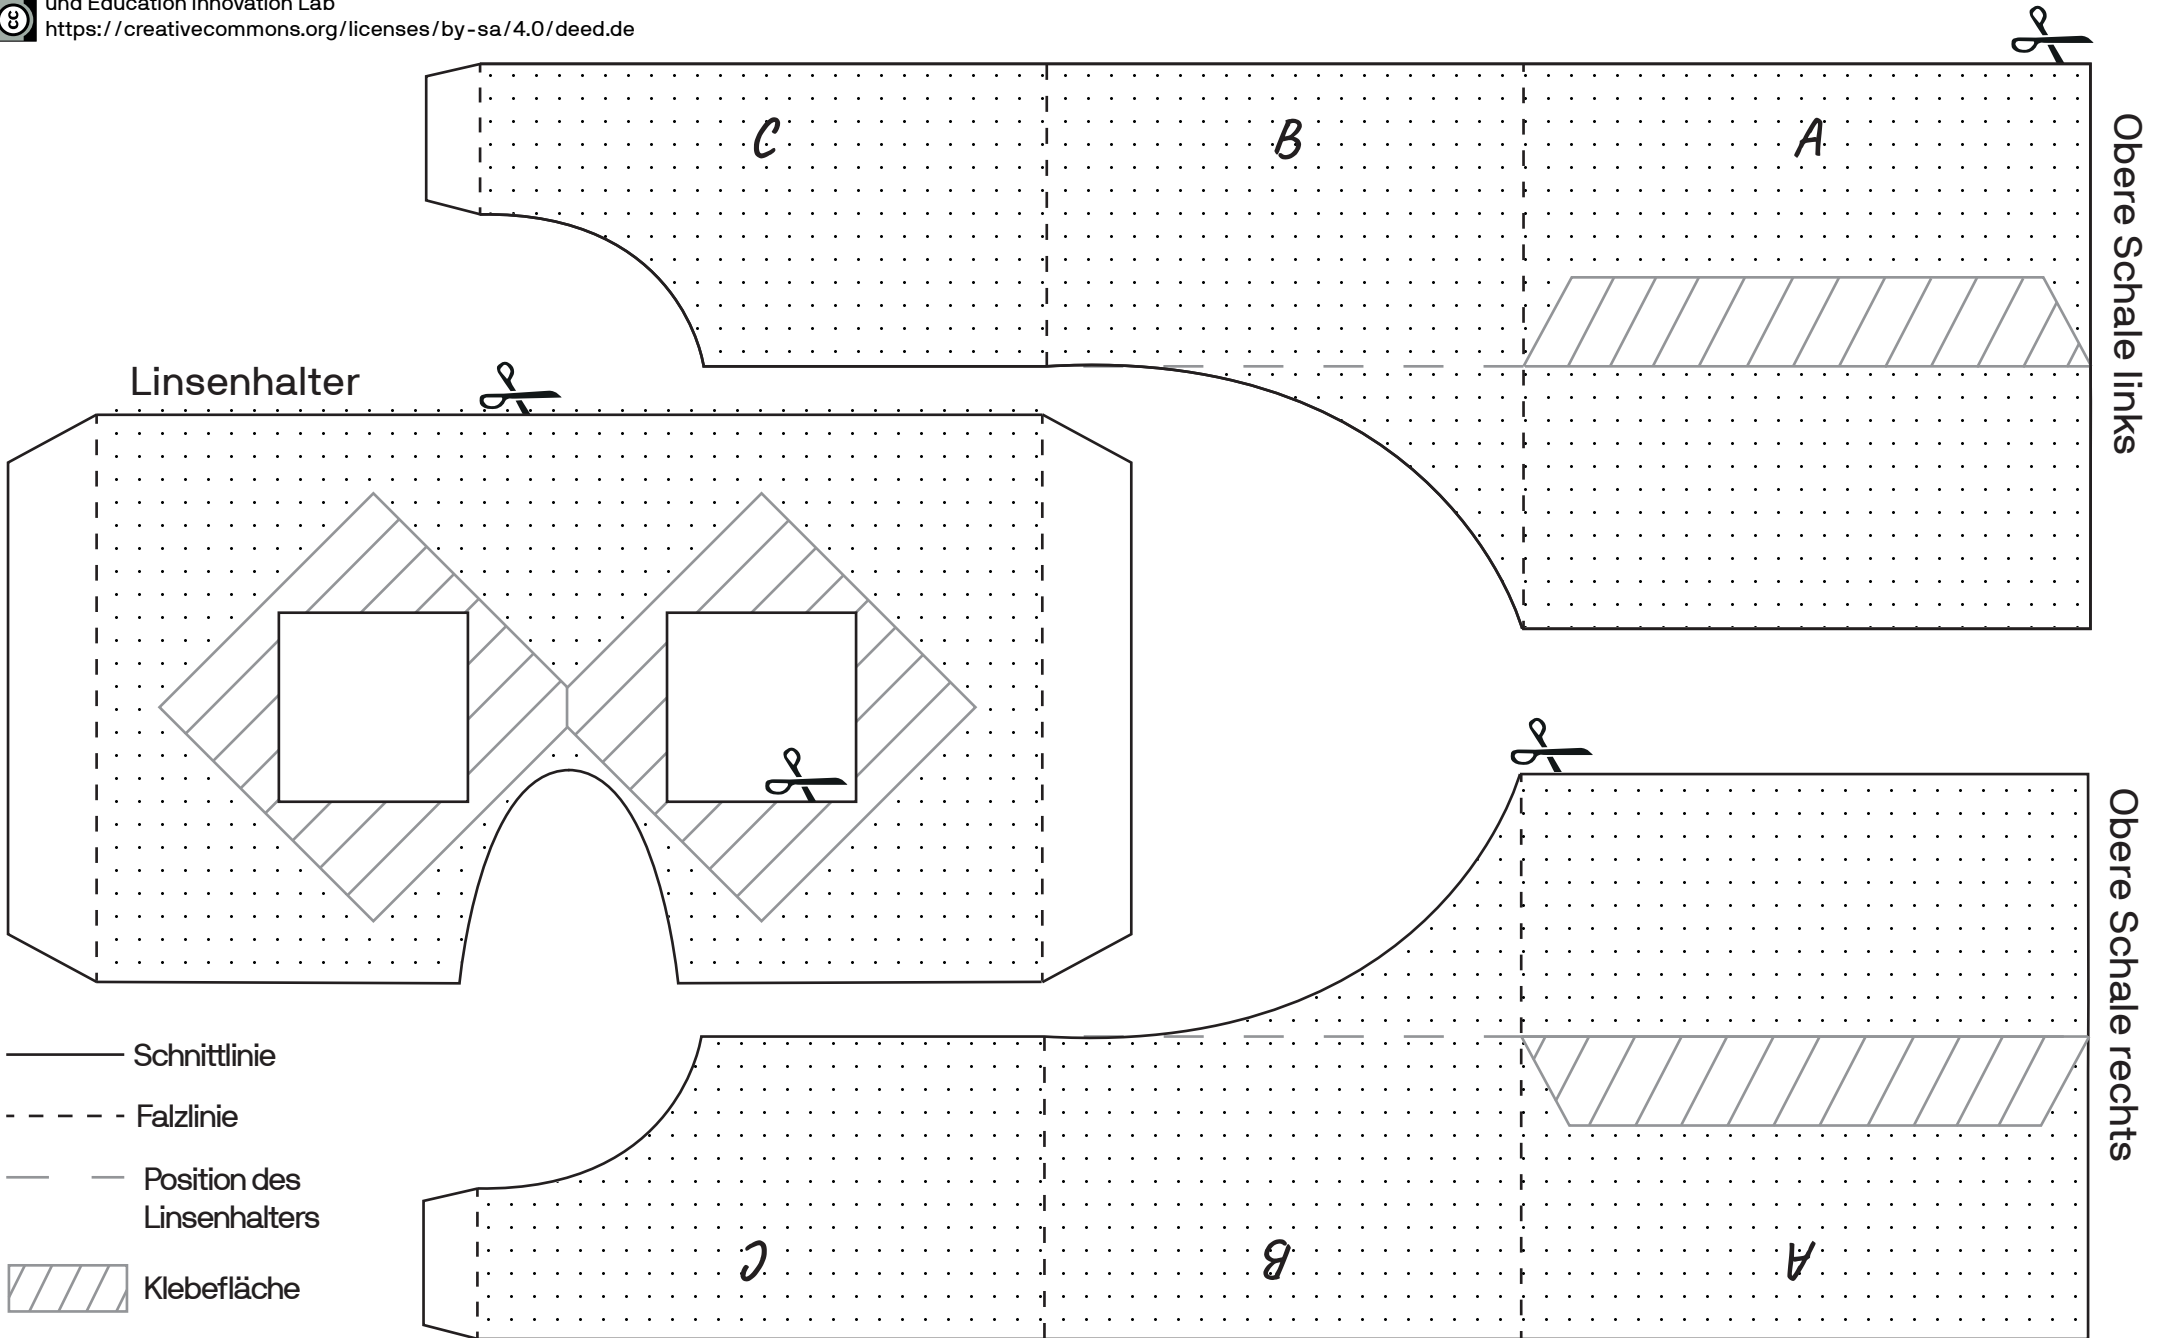 und Education Innovation Lab
https://creativecommons.org/licenses/by-sa/4.0/deed.de
cc
C
B
A
Obere Schale links
Linsenhalter
Obere Schale rechts
Schnittlinie
Falzlinie
Position des
Linsenhalters
Klebefläche
C
B
A